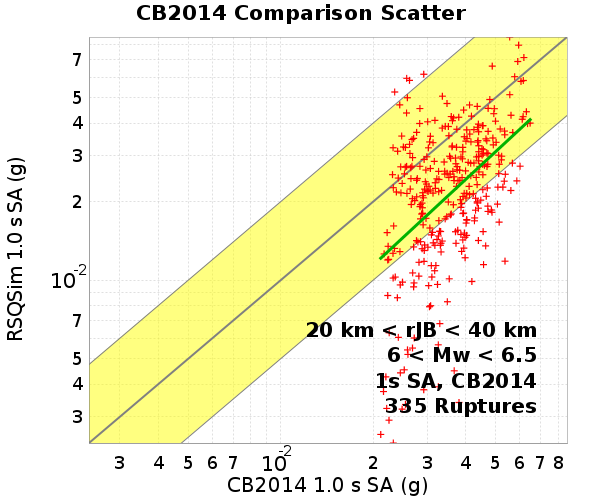 CB2014 Comparison Scatter
RSQSim 1.0 s SA (g)
7
5
4
3
2
10-2
7
5
4
3
20 km < rJB < 40 km
6 < Mw < 6.5
1s SA, CB2014
335 Ruptures
3 4 5 6 7 10-2 2 3 4 5 6 7 8
CB2014 1.0 s SA (g)